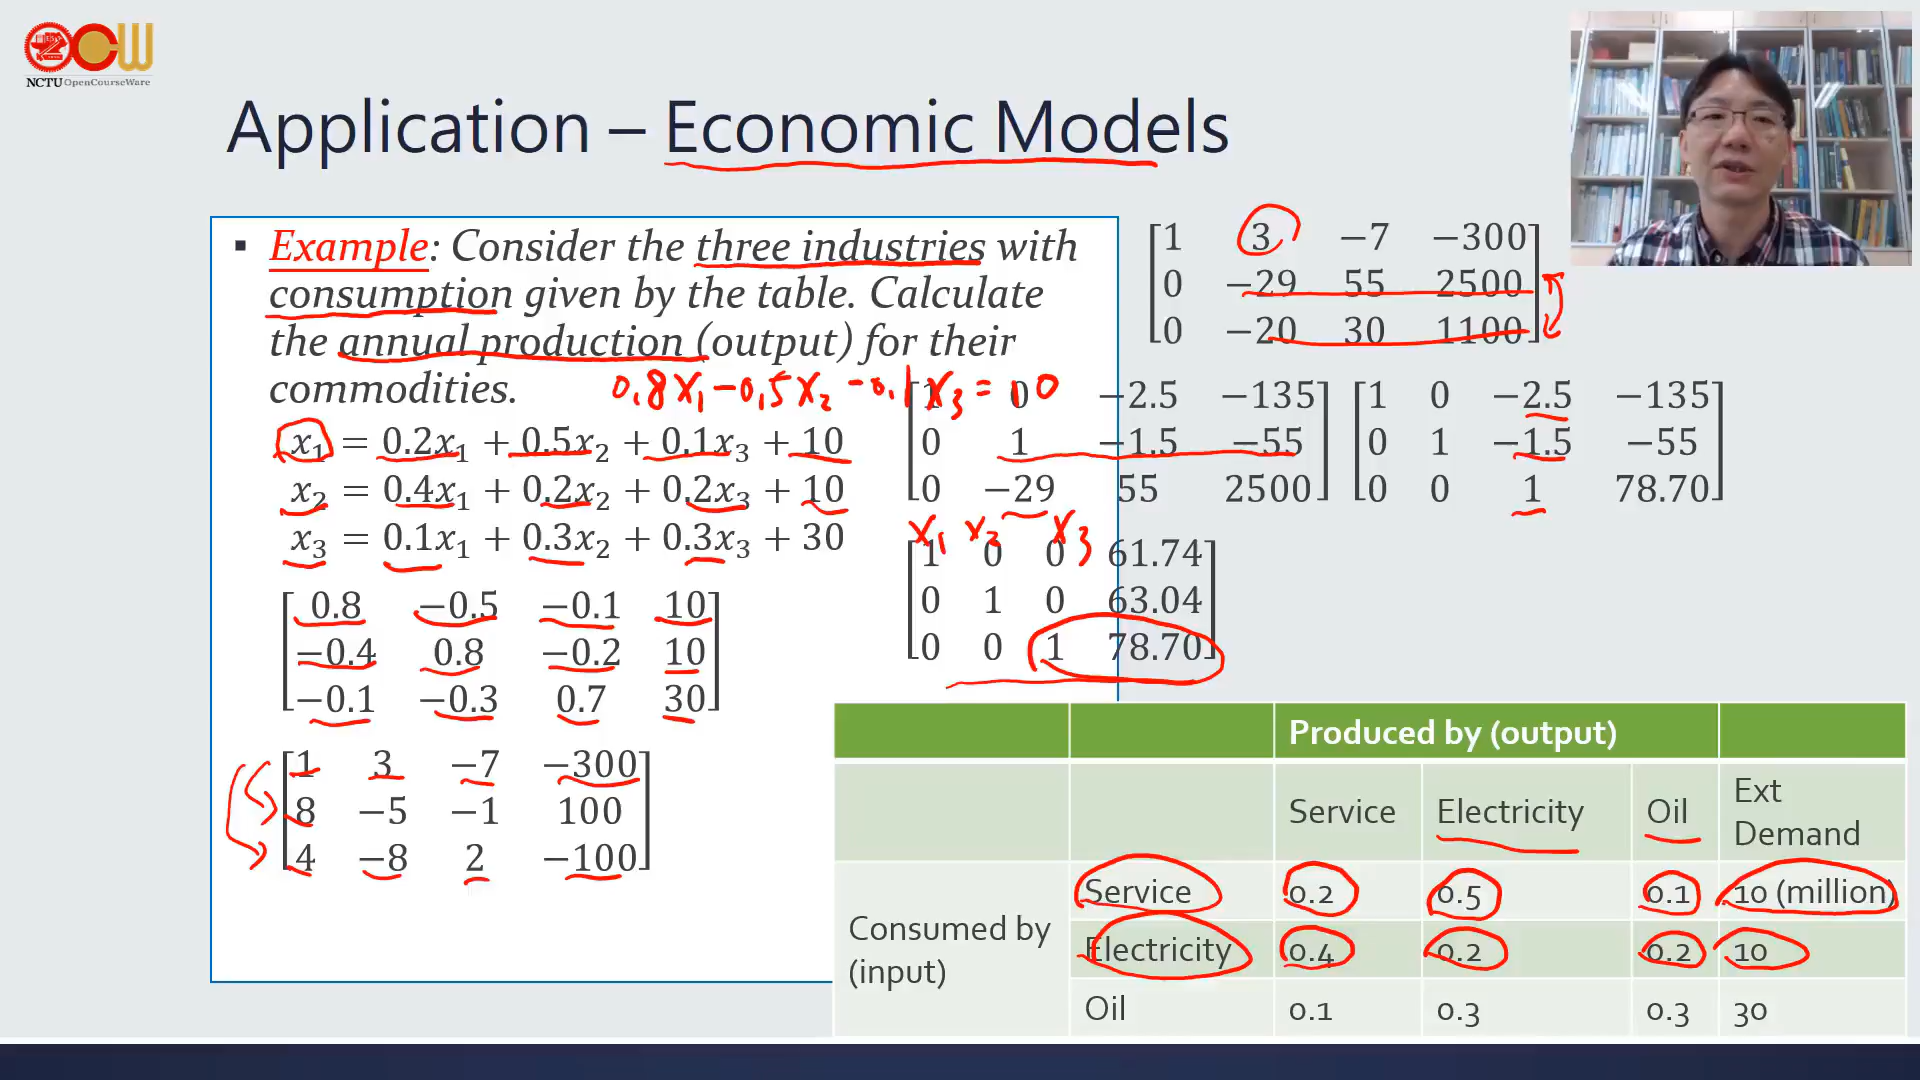 NCTU OpenCourseWare
Application – Economic Models
▪ Example: Consider the three industries with
consumption given by the table. Calculate
the annual production (output) for their
commodities.
0.8x₁ − 0.5x₂ − 0.1x₃ = 10
x₁ = 0.2x₁ + 0.5x₂ + 0.1x₃ + 10
x₂ = 0.4x₁ + 0.2x₂ + 0.2x₃ + 10
x₃ = 0.1x₁ + 0.3x₂ + 0.3x₃ + 30
0.8 −0.5 −0.1 10
−0.4 0.8 −0.2 10
−0.1 −0.3 0.7 30
1 3 −7 −300
8 −5 −1 100
4 −8 2 −100
1 3 −7 −300
0 −29 55 2500
0 −20 30 1100
1 0 −2.5 −135
0 1 −1.5 −55
0 −29 55 2500
1 0 −2.5 −135
0 1 −1.5 −55
0 0 1 78.70
x₁ x₂ x₃
1 0 0 61.74
0 1 0 63.04
0 0 1 78.70
Produced by (output)
Service Electricity Oil Ext
Demand
Consumed by
(input)
Service 0.2 0.5 0.1 10 (million)
Electricity 0.4 0.2 0.2 10
Oil 0.1 0.3 0.3 30